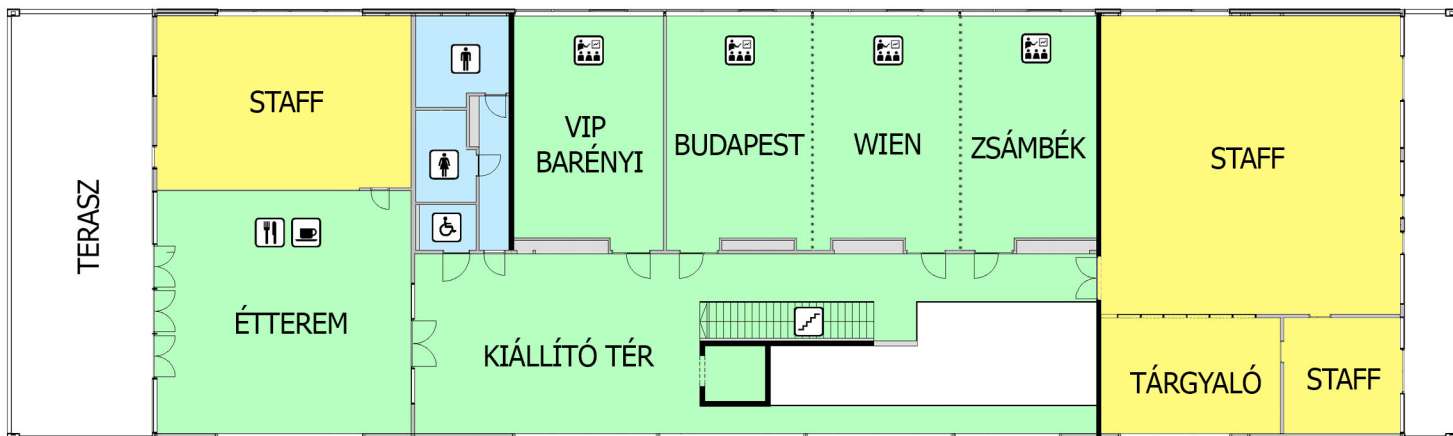 TERASZ
STAFF
ÉTTEREM
VIP
BARÉNYI
BUDAPEST
WIEN
ZSÁMBÉK
KIÁLLÍTÓ TÉR
STAFF
TÁRGYALÓ
STAFF